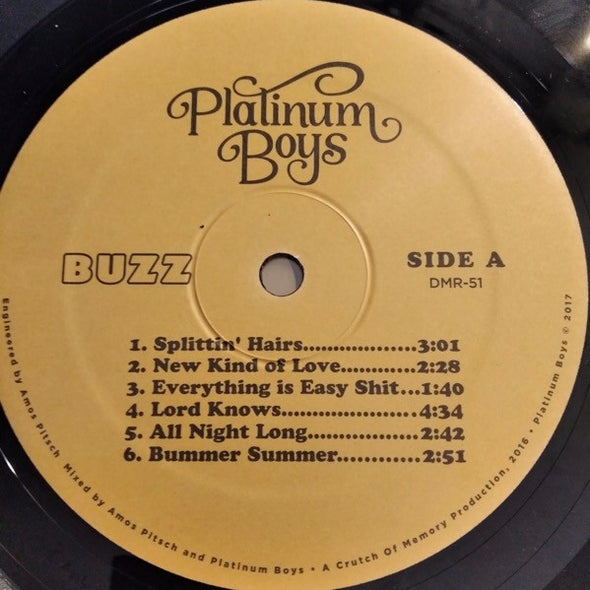 Platinum
Boys
BUZZ
SIDE A
DMR-51
1. Splittin' Hairs..................3:01
2. New Kind of Love............2:28
3. Everything is Easy Shit...1:40
4. Lord Knows......................4:34
5. All Night Long.................2:42
6. Bummer Summer............2:51
Engineered by Amos Pitsch Mixed by Amos Pitsch and Platinum Boys • A Crutch Of Memory Production, 2016 • Platinum Boys © 2017